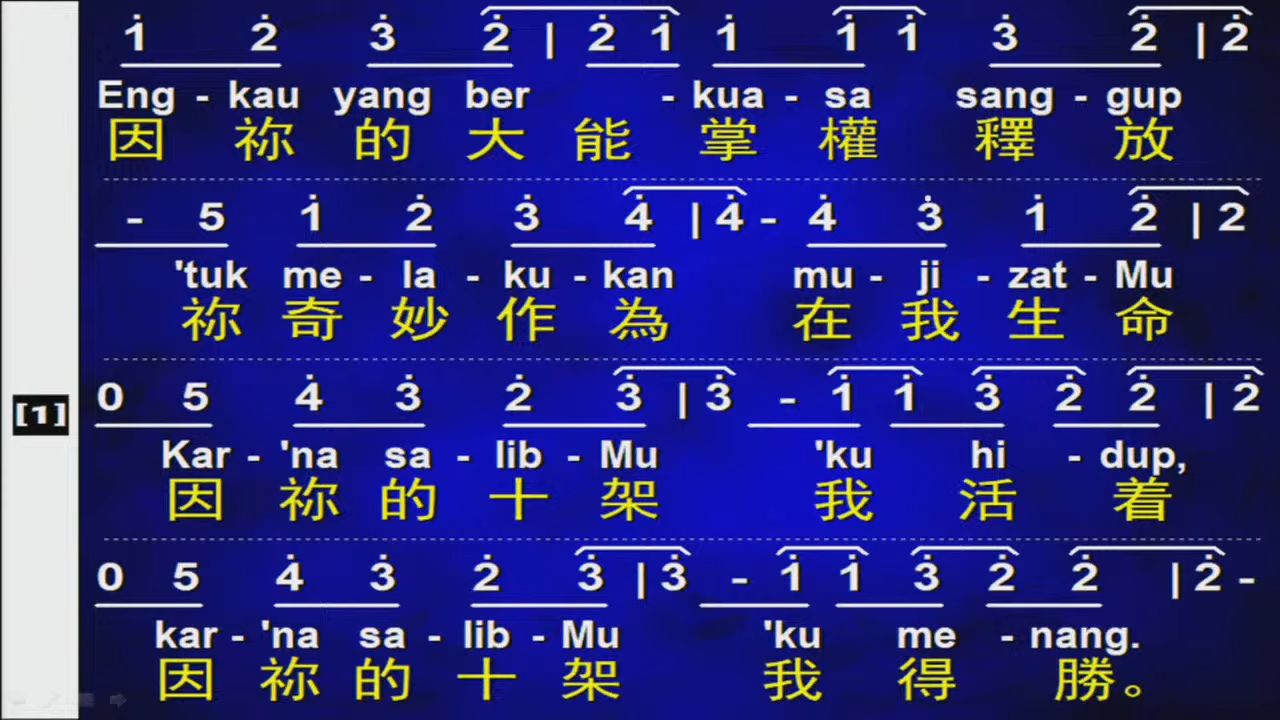 1̇ 2̇ 3̇ 2̇ | 2̇ 1̇ 1̇ 1̇ 1̇ 3̇ 2̇ | 2̇
Eng - kau yang ber - kua - sa sang - gup
因 祢 的 大 能 掌 權 釋 放
- 5 1̇ 2̇ 3̇ 4̇ | 4̇ - 4̇ 3̇ 1̇ 2̇ | 2
'tuk me - la - ku - kan mu - ji - zat - Mu
祢 奇 妙 作 為 在 我 生 命
[1]
0 5 4̇ 3̇ 2̇ 3̇ | 3̇ - 1̇ 1̇ 3̇ 2̇ 2̇ | 2̇
Kar - 'na sa - lib - Mu 'ku hi - dup,
因 祢 的 十 架 我 活 着
0 5 4̇ 3̇ 2̇ 3̇ | 3̇ - 1̇ 1̇ 3̇ 2̇ 2̇ | 2̇ -
kar - 'na sa - lib - Mu 'ku me - nang.
因 祢 的 十 架 我 得 勝。